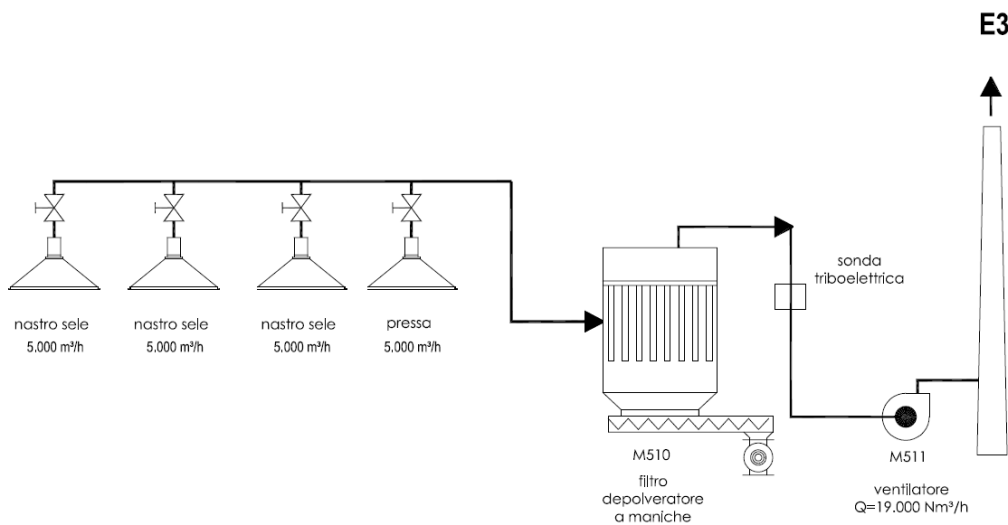 E3
nastro sele
5.000 m³/h
nastro sele
5.000 m³/h
nastro sele
5.000 m³/h
pressa
5.000 m³/h
sonda
triboelettrica
M510
filtro
depolveratore
a maniche
M511
ventilatore
Q=19.000 Nm³/h